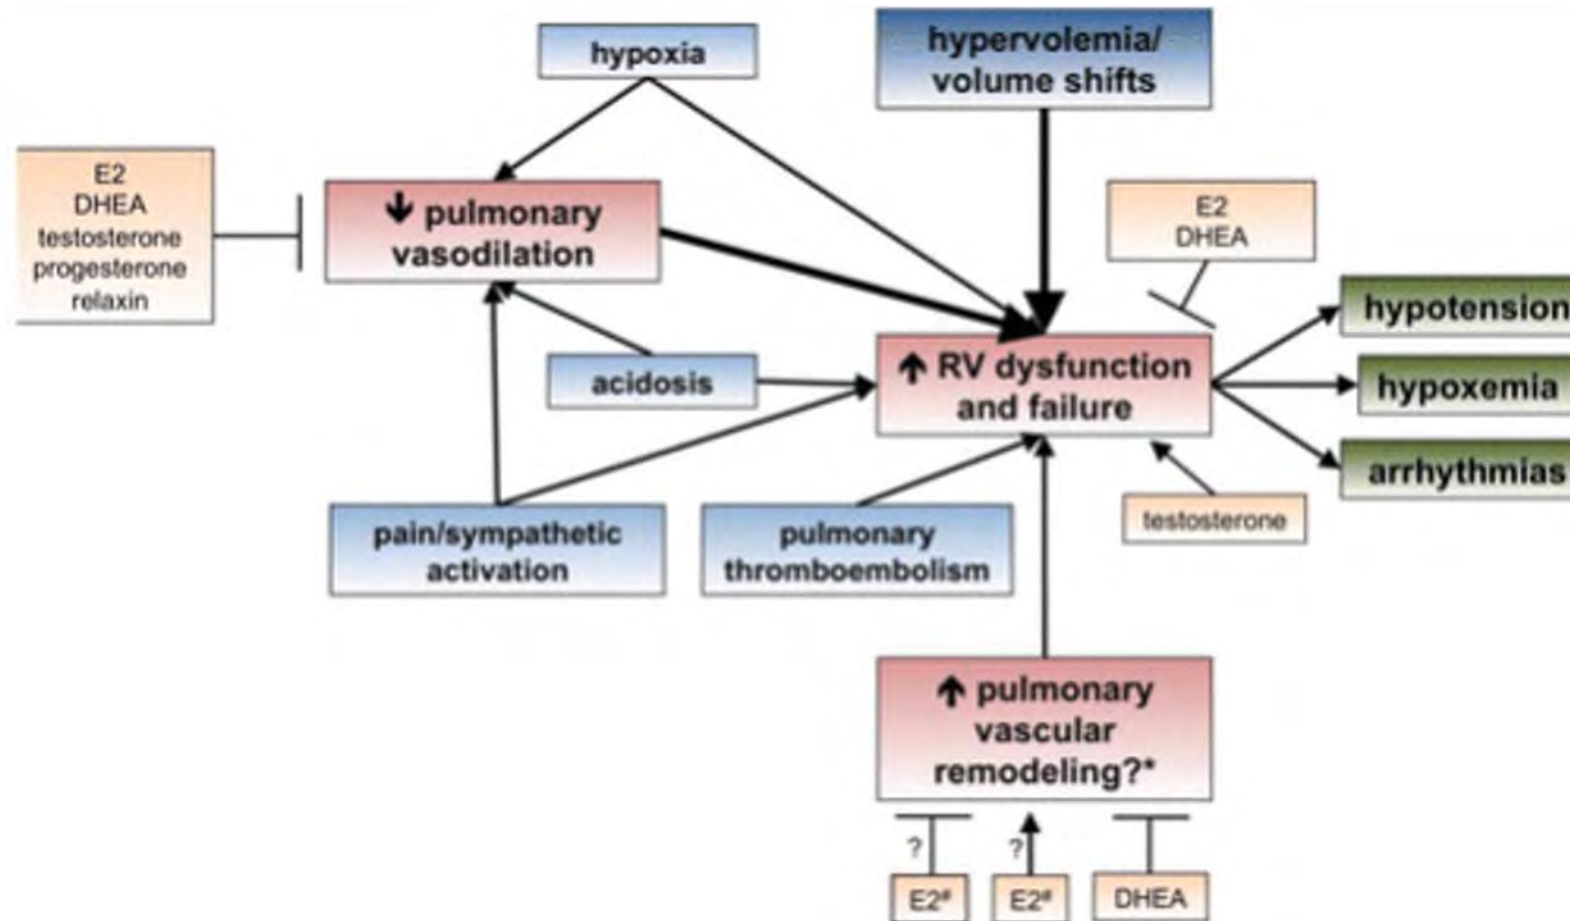 hypoxia
hypervolemia/
volume shifts
E2
DHEA
testosterone
progesterone
relaxin
↓ pulmonary
vasodilation
E2
DHEA
hypotension
acidosis
↑ RV dysfunction
and failure
hypoxemia
arrhythmias
pain/sympathetic
activation
pulmonary
thromboembolism
testosterone
↑ pulmonary
vascular
remodeling?*
?
?
E2#
E2#
DHEA